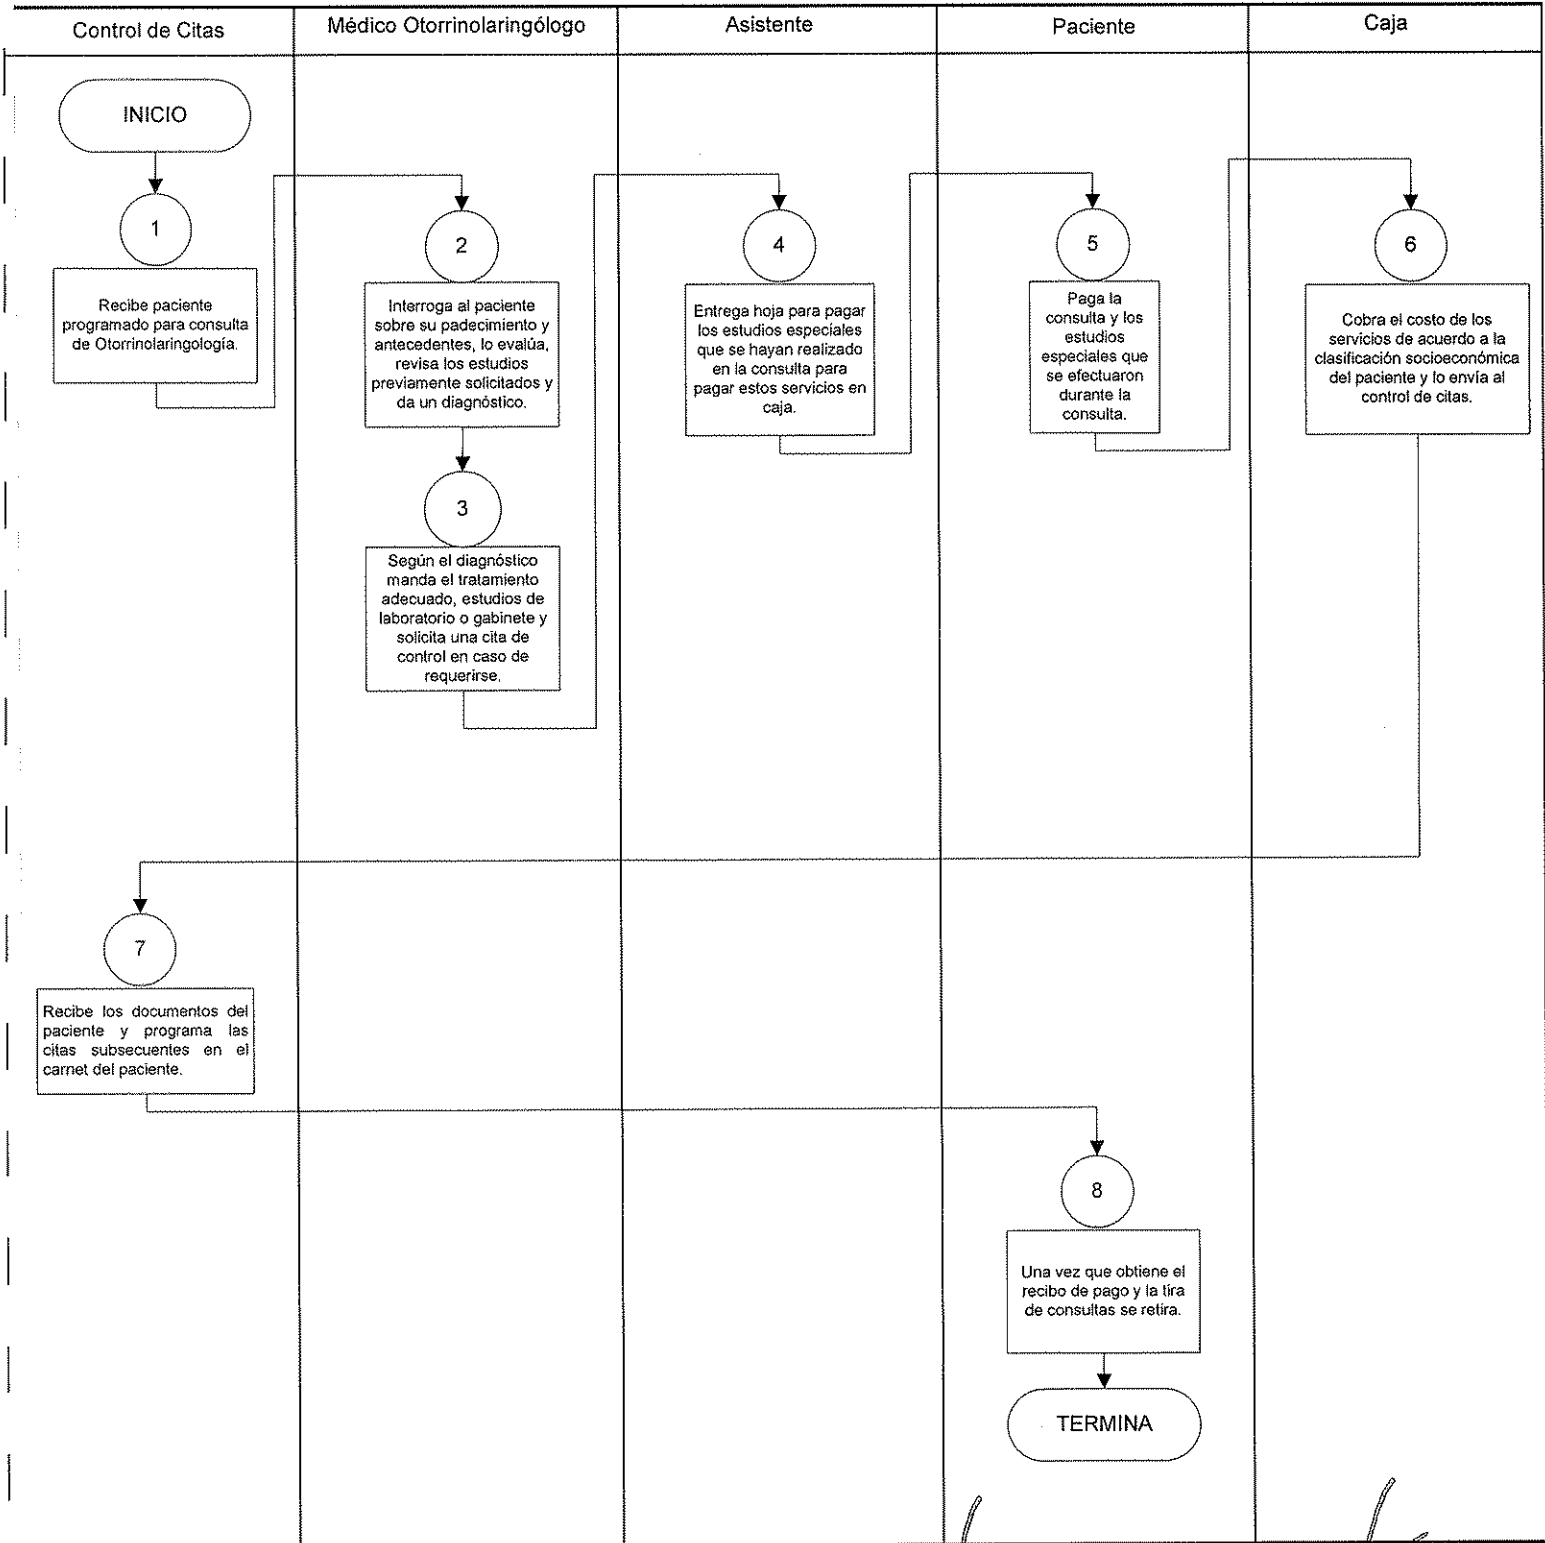 Control de Citas
Médico Otorrinolaringólogo
Asistente
Paciente
Caja
INICIO
1
Recibe paciente
programado para consulta
de Otorrinolaringología.
2
Interroga al paciente
sobre su padecimiento y
antecedentes, lo evalúa,
revisa los estudios
previamente solicitados y
da un diagnóstico.
3
Según el diagnóstico
manda el tratamiento
adecuado, estudios de
laboratorio o gabinete y
solicita una cita de
control en caso de
requerirse.
4
Entrega hoja para pagar
los estudios especiales
que se hayan realizado
en la consulta para
pagar estos servicios en
caja.
5
Paga la
consulta y los
estudios
especiales que
se efectuaron
durante la
consulta.
6
Cobra el costo de los
servicios de acuerdo a la
clasificación socioeconómica
del paciente y lo envía al
control de citas.
7
Recibe los documentos del
paciente y programa las
citas subsecuentes en el
carnet del paciente.
8
Una vez que obtiene el
recibo de pago y la tira
de consultas se retira.
TERMINA